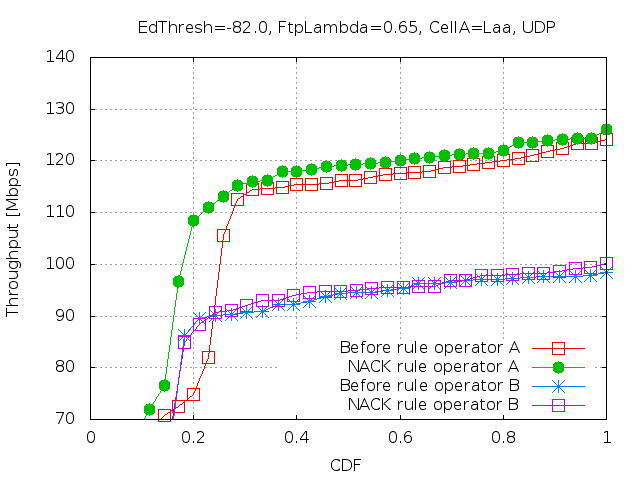 EdThresh=-82.0, FtpLambda=0.65, CellA=Laa, UDP
140
130
120
110
100
90
80
70
Throughput [Mbps]
Before rule operator A
NACK rule operator A
Before rule operator B
NACK rule operator B
0
0.2
0.4
0.6
0.8
1
CDF